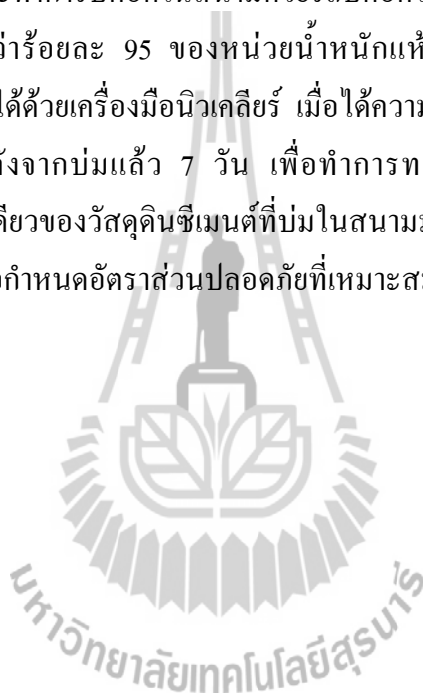 ว่าร้อยละ 95 ของหน่วยน้ำหนักแห้
ได้ด้วยเครื่องมือนิวเคลียร์ เมื่อได้ความ
ังจากบ่มแล้ว 7 วัน เพื่อทำการท
ดียวของวัสดุดินซีเมนต์ที่บ่มในสนาม
กำหนดอัตราส่วนปลอดภัยที่เหมาะส
มหาวิทยาลัยเทคโนโลยีสุรนารี